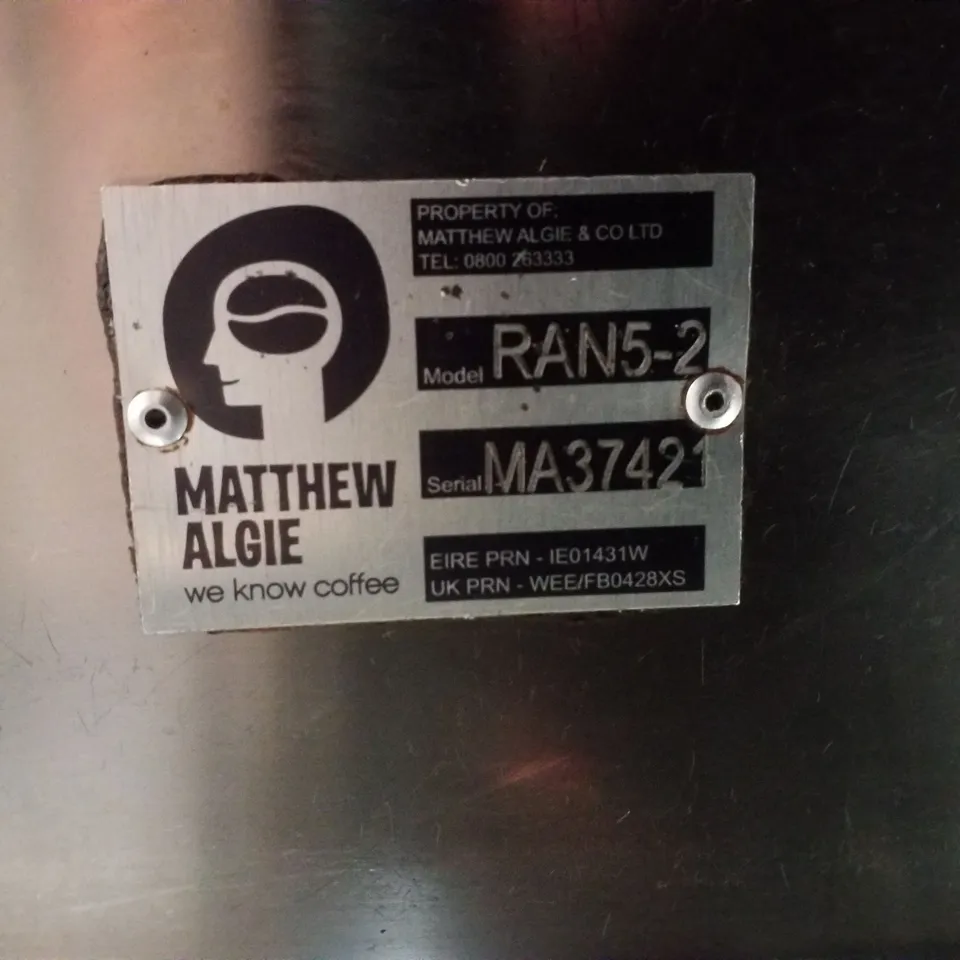 PROPERTY OF:
MATTHEW ALGIE & CO LTD
TEL: 0800 263333
Model RAN5-2
Serial MA37421
EIRE PRN - IE01431W
UK PRN - WEE/FB0428XS
MATTHEW
ALGIE
we know coffee